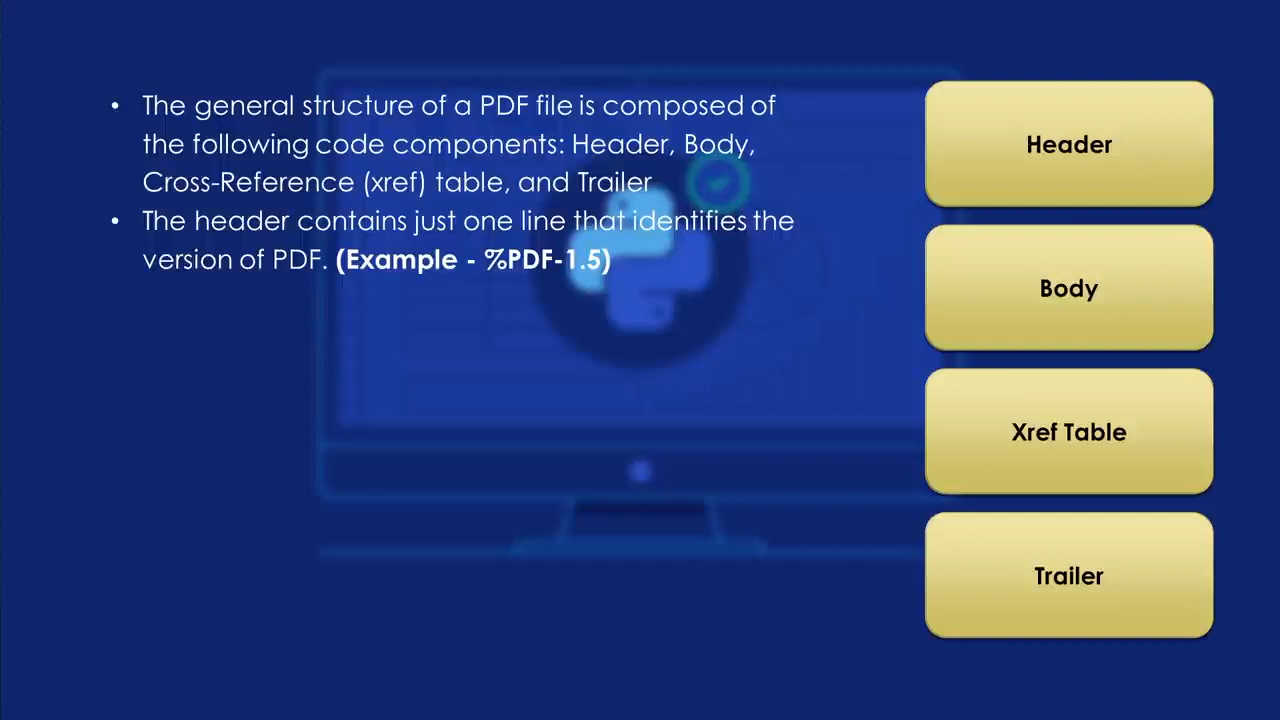 • The general structure of a PDF file is composed of
the following code components: Header, Body,
Cross-Reference (xref) table, and Trailer
• The header contains just one line that identifies the
version of PDF. (Example - %PDF-1.5)
Header
Body
Xref Table
Trailer